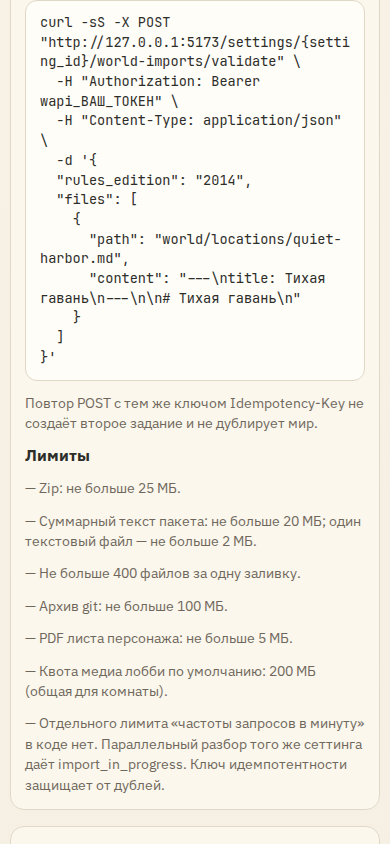 curl -sS -X POST
"http://127.0.0.1:5173/settings/{setti
ng_id}/world-imports/validate" \
  -H "Authorization: Bearer
wapi_ВАШ_ТОКЕН" \
  -H "Content-Type: application/json"
\
  -d '{
  "rules_edition": "2014",
  "files": [
    {
      "path": "world/locations/quiet-
harbor.md",
      "content": "---\ntitle: Тихая
гавань\n---\n\n# Тихая гавань\n"
    }
  ]
}'
Повтор POST с тем же ключом Idempotency-Key не
создаёт второе задание и не дублирует мир.
Лимиты
— Zip: не больше 25 МБ.
— Суммарный текст пакета: не больше 20 МБ; один
текстовый файл — не больше 2 МБ.
— Не больше 400 файлов за одну заливку.
— Архив git: не больше 100 МБ.
— PDF листа персонажа: не больше 5 МБ.
— Квота медиа лобби по умолчанию: 200 МБ
(общая для комнаты).
— Отдельного лимита «частоты запросов в минуту»
в коде нет. Параллельный разбор того же сеттинга
даёт import_in_progress. Ключ идемпотентности
защищает от дублей.